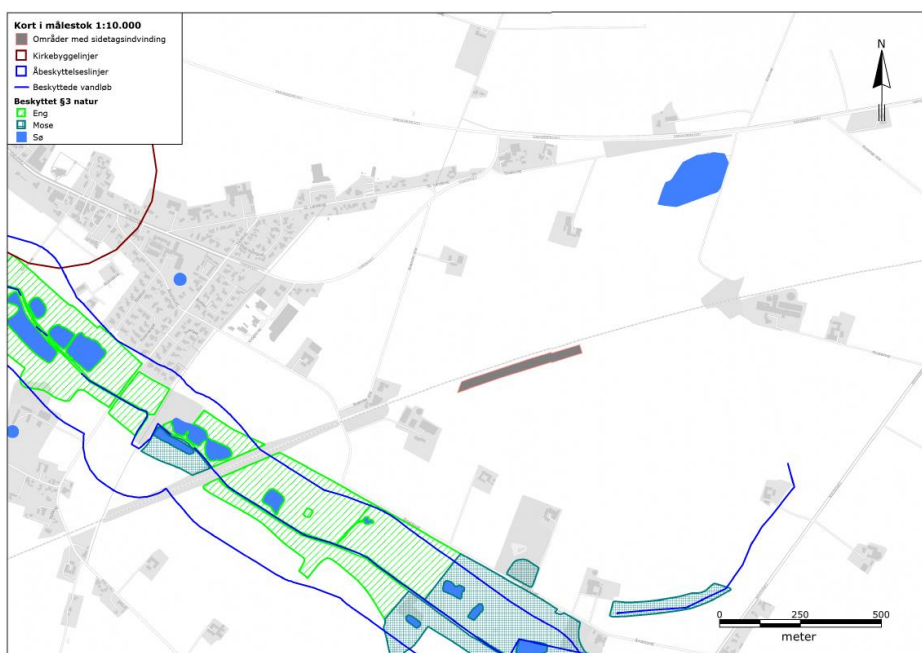 Kort i målestok 1:10.000
Områder med sidetagsindvinding
Kirkebyggelinjer
Åbeskyttelseslinjer
Beskyttede vandløb
Beskyttet §3 natur
Eng
Mose
Sø
N
0 250 500
meter